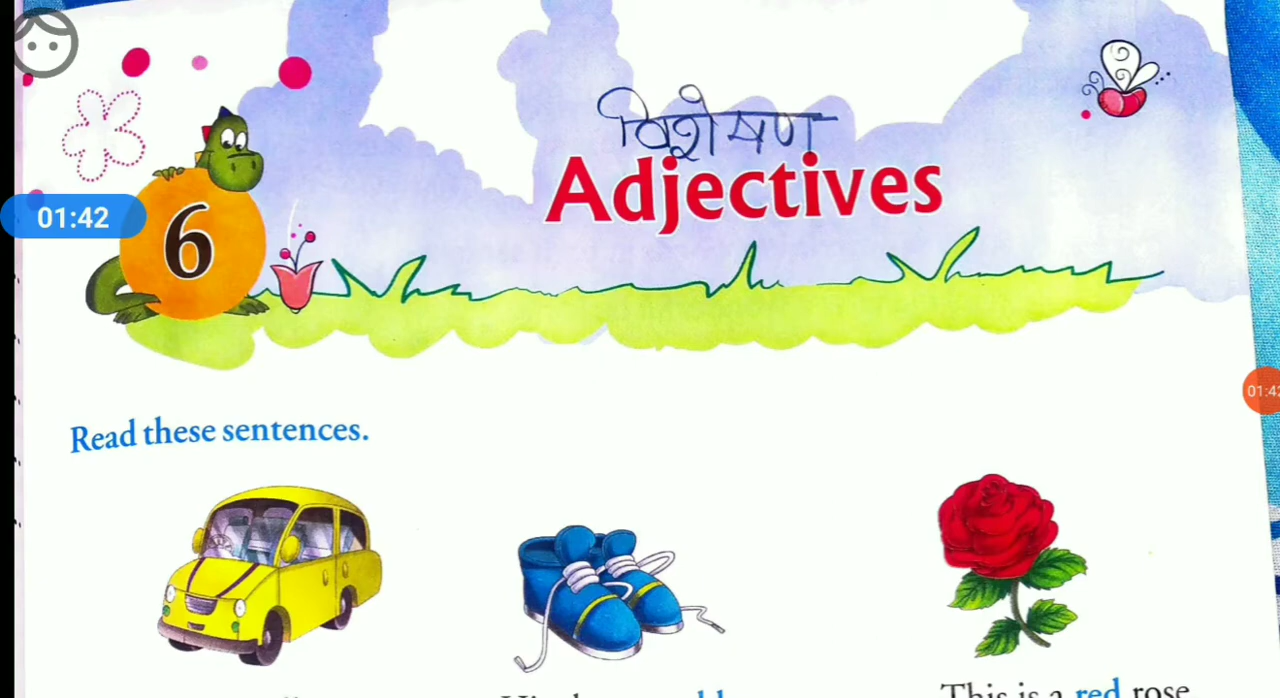 विशेषण
Adjectives
01:42
6
01:42
Read these sentences.
This is a red rose